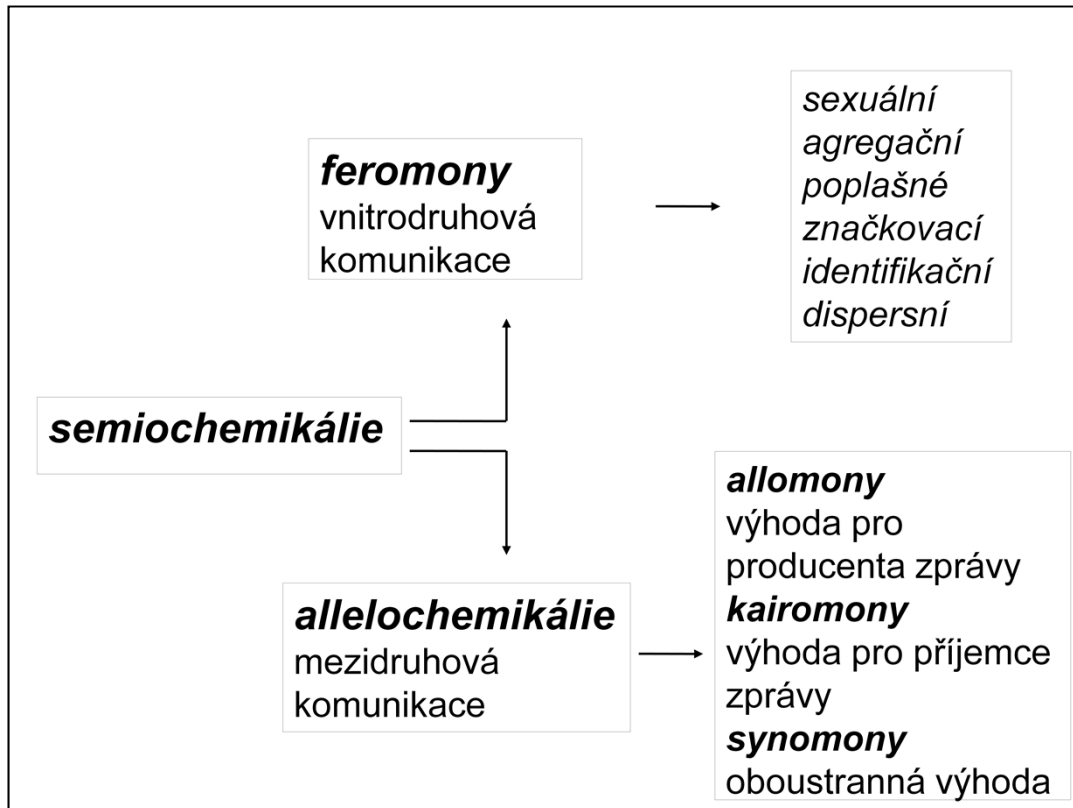 feromony
vnitrodruhová
komunikace
sexuální
agregační
poplašné
značkovací
identifikační
dispersní
semiochemikálie
allelochemikálie
mezidruhová
komunikace
allomony
výhoda pro
producenta zprávy
kairomony
výhoda pro příjemce
zprávy
synomony
oboustranná výhoda